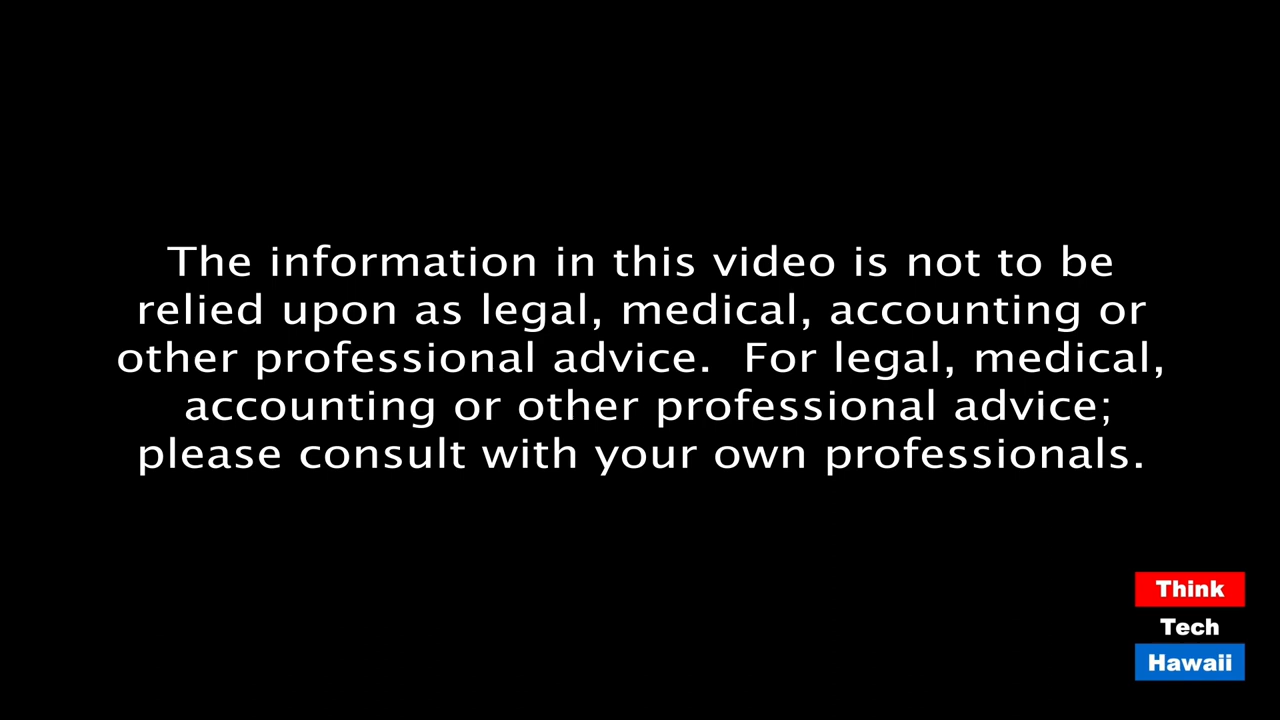 The information in this video is not to be
relied upon as legal, medical, accounting or
other professional advice.  For legal, medical,
accounting or other professional advice;
please consult with your own professionals.
Think
Tech
Hawaii